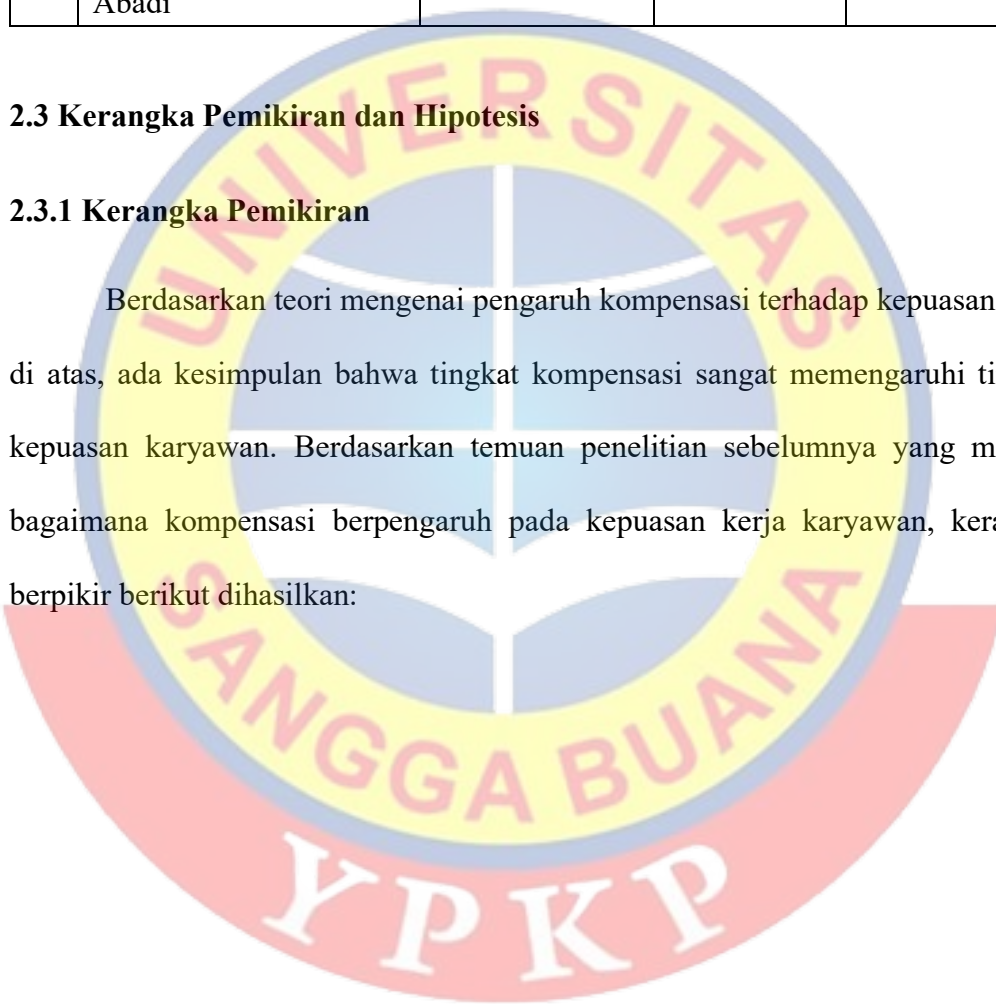 Abadi
2.3 Kerangka Pemikiran dan Hipotesis
2.3.1 Kerangka Pemikiran
Berdasarkan teori mengenai pengaruh kompensasi terhadap kepuasan
di atas, ada kesimpulan bahwa tingkat kompensasi sangat memengaruhi ti
kepuasan karyawan. Berdasarkan temuan penelitian sebelumnya yang m
bagaimana kompensasi berpengaruh pada kepuasan kerja karyawan, kera
berpikir berikut dihasilkan:
UNIVERSITAS
SANGGA BUANA
YPKP